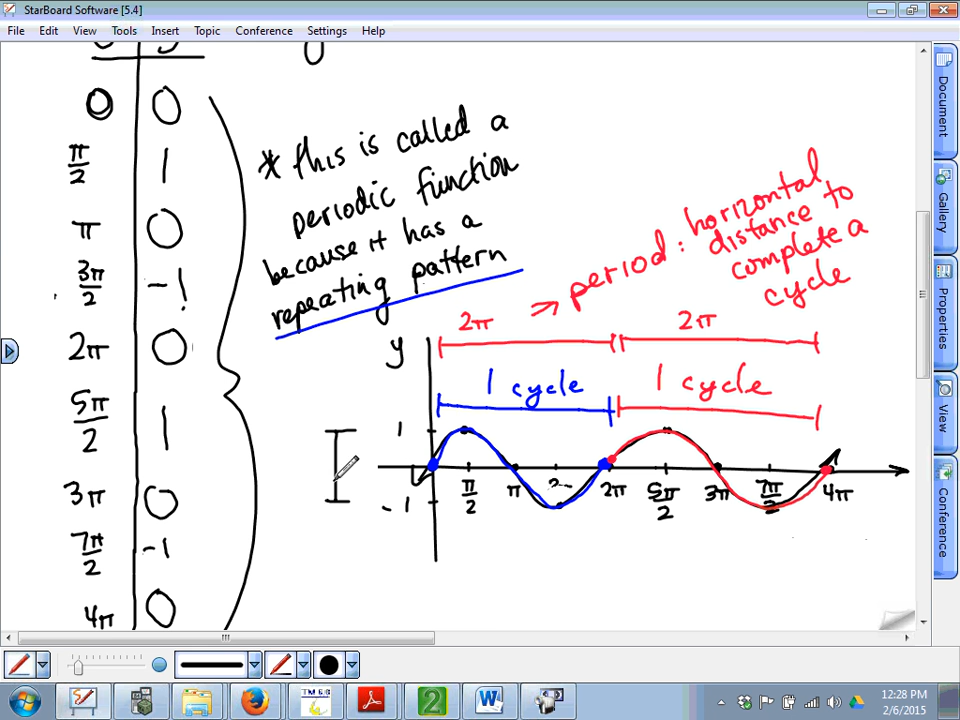 StarBoard Software [5.4]
File Edit View Tools Insert Topic Conference Settings Help
0 0
π/2 1
π 0
3π/2 -1
2π 0
5π/2 1
3π 0
7π/2 -1
4π 0
* this is called a
periodic function
because it has a
repeating pattern
→ period : horizontal
distance to
complete a
cycle
2π 2π
y
1 cycle 1 cycle
1
-1
π/2 π 2π 5π/2 3π 7π/2 4π
Document
Gallery
Properties
View
Conference
TM 6.0
2
W
12:28 PM
2/6/2015